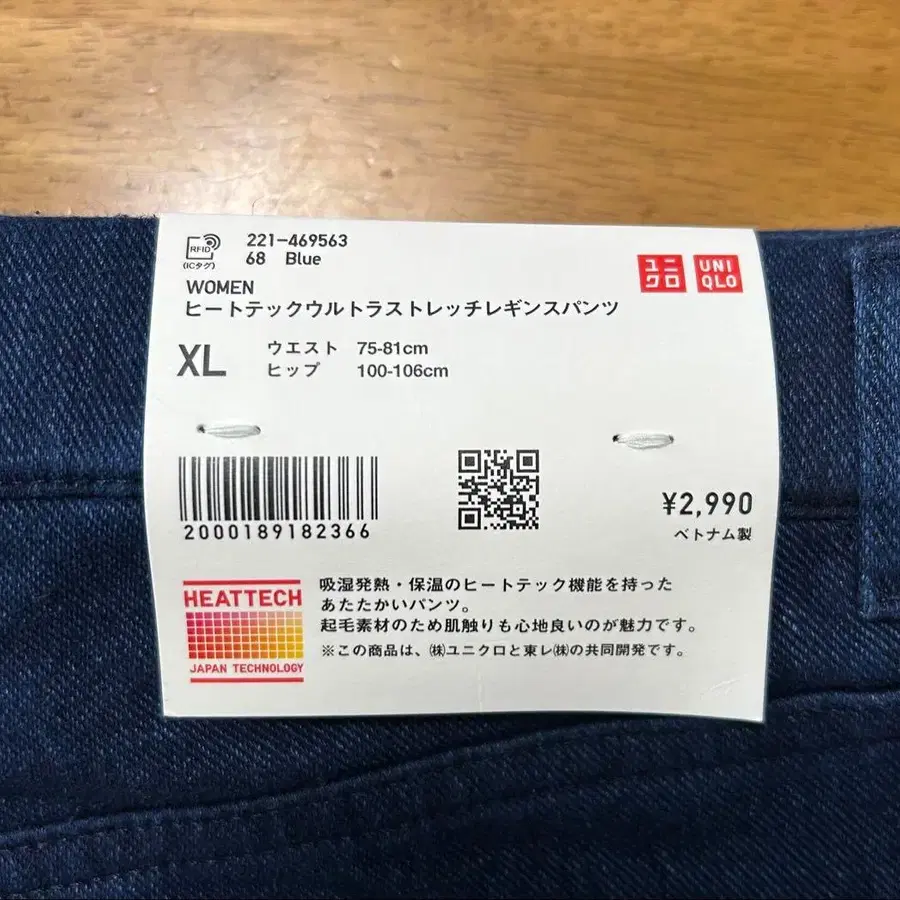 RFID
(ICタグ)
221-469563
68 Blue
ユニ
クロ
UNI
QLO
WOMEN
ヒートテックウルトラストレッチレギンスパンツ
XL
ウエスト 75-81cm
ヒップ 100-106cm
2000189182366
¥2,990
ベトナム製
HEATTECH
JAPAN TECHNOLOGY
吸湿発熱・保温のヒートテック機能を持った
あたたかいパンツ。
起毛素材のため肌触りも心地良いのが魅力です。
※この商品は、㈱ユニクロと東レ㈱の共同開発です。